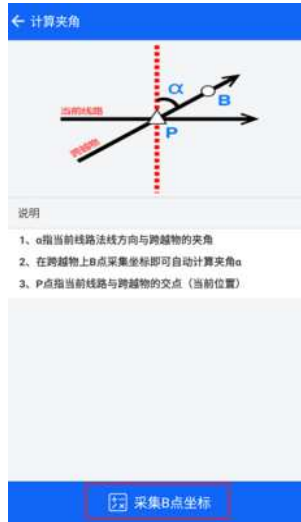 ← 计算夹角
α
B
当前线路
P
跨越物
说明
1、α指当前线路法线方向与跨越物的夹角
2、在跨越物上B点采集坐标即可自动计算夹角α
3、P点指当前线路与跨越物的交点（当前位置）
采集B点坐标